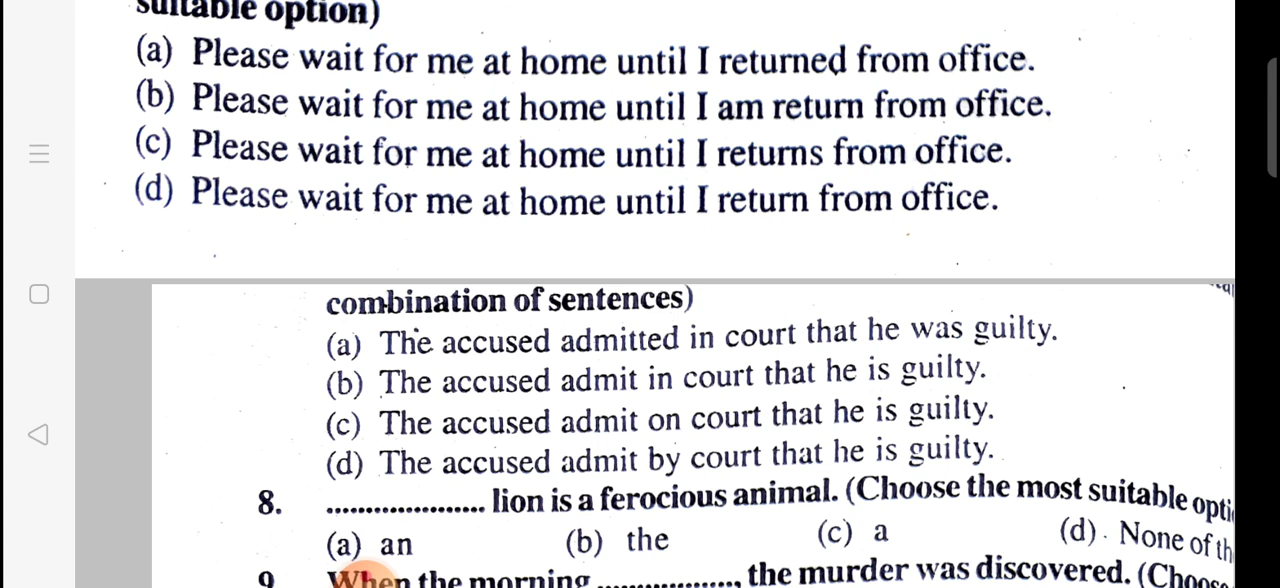 suitable option)
(a) Please wait for me at home until I returned from office.
(b) Please wait for me at home until I am return from office.
(c) Please wait for me at home until I returns from office.
(d) Please wait for me at home until I return from office.
combination of sentences)
(a) The accused admitted in court that he was guilty.
(b) The accused admit in court that he is guilty.
(c) The accused admit on court that he is guilty.
(d) The accused admit by court that he is guilty.
8. ..................... lion is a ferocious animal. (Choose the most suitable
(a) an (b) the (c) a (d). None of
9 When the morning ..................., the murder was discovered.